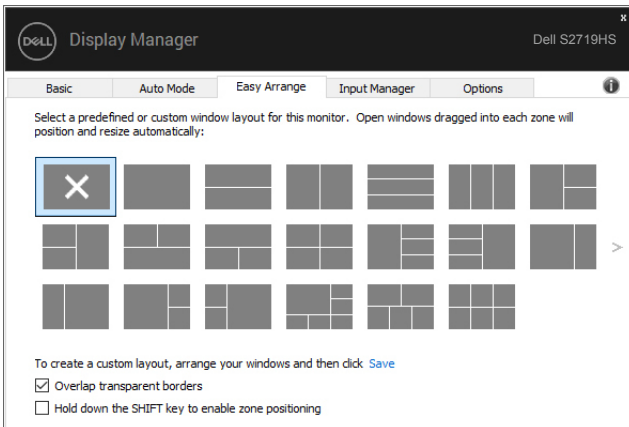 x
DELL Display Manager
Dell S2719HS
Basic Auto Mode Easy Arrange Input Manager Options
Select a predefined or custom window layout for this monitor. Open windows dragged into each zone will
position and resize automatically:
To create a custom layout, arrange your windows and then click Save
Overlap transparent borders
Hold down the SHIFT key to enable zone positioning